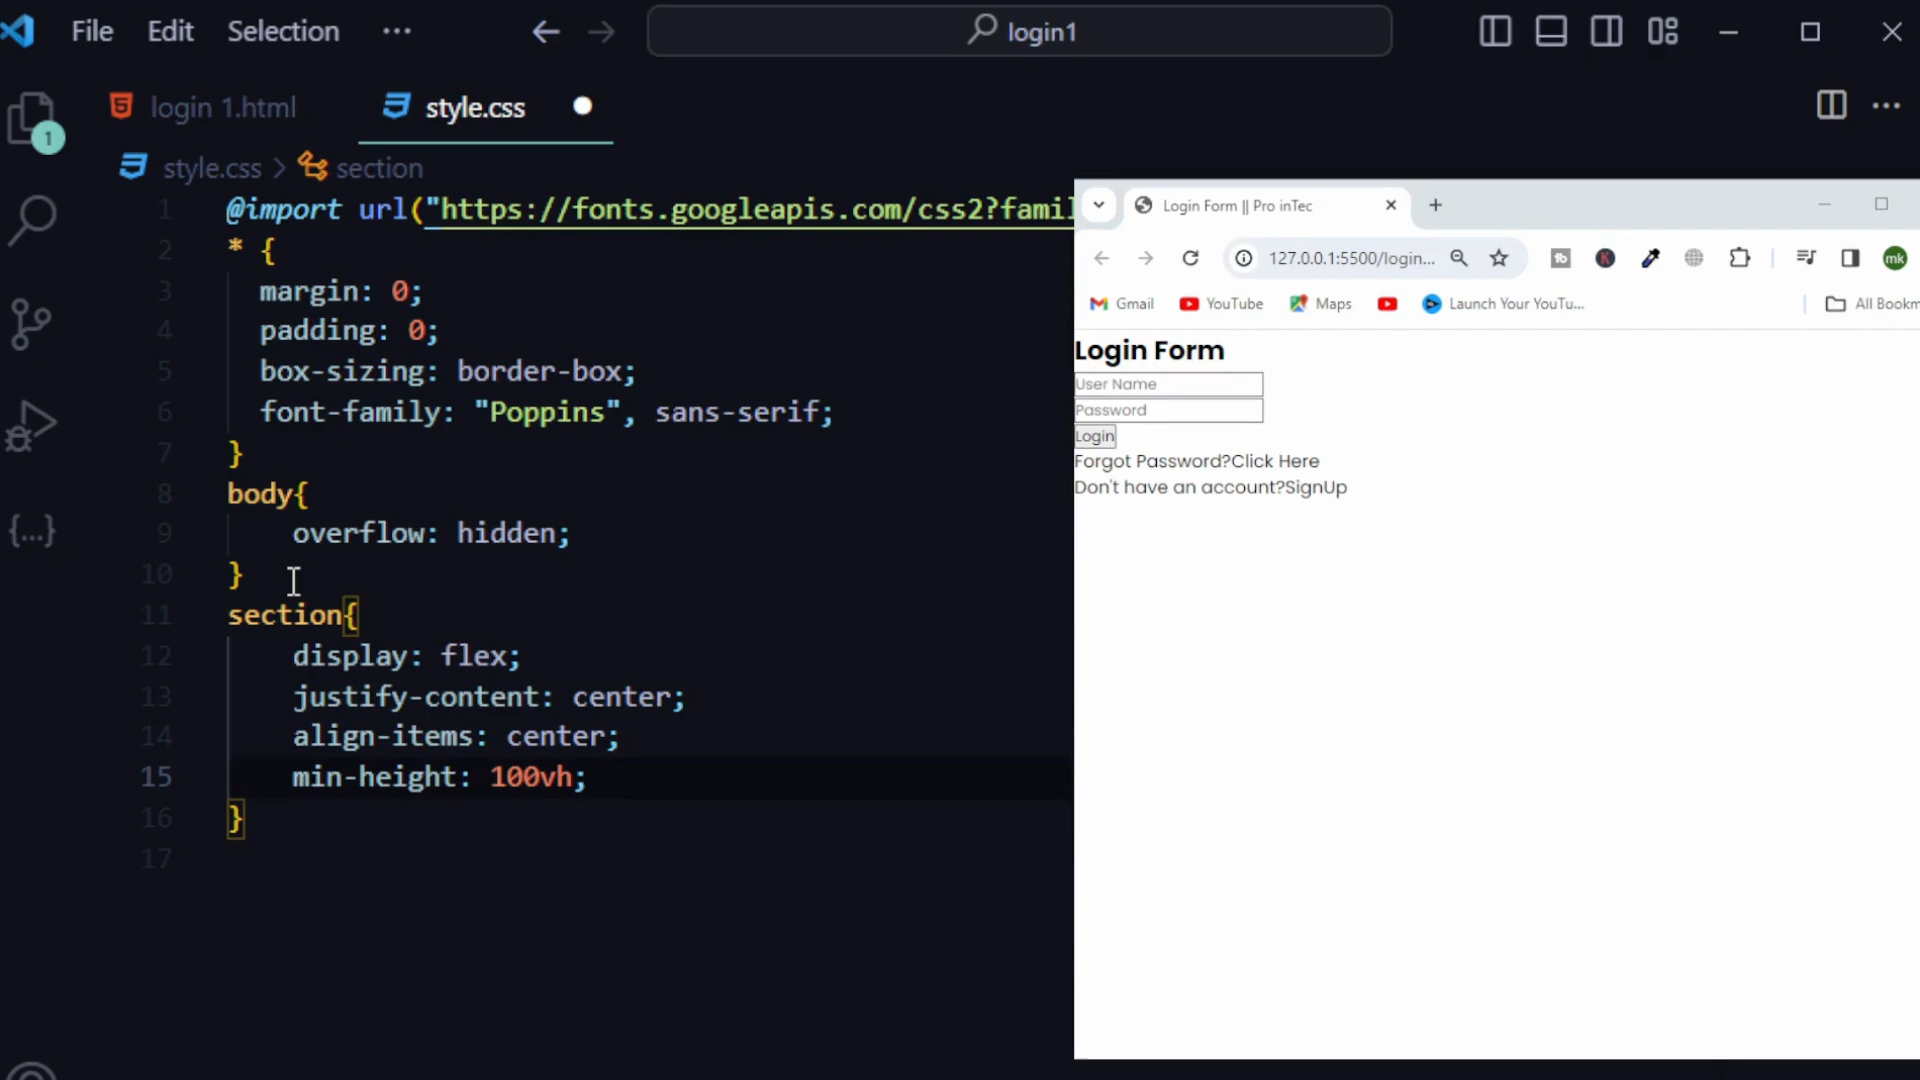 File Edit Selection ··· login1
login 1.html style.css
1
style.css > section
1 @import url("https://fonts.googleapis.com/css2?famil
2 * {
3 margin: 0;
4 padding: 0;
5 box-sizing: border-box;
6 font-family: "Poppins", sans-serif;
7 }
8 body{
9 overflow: hidden;
10 }
11 section{
12 display: flex;
13 justify-content: center;
14 align-items: center;
15 min-height: 100vh;
16 }
17
Login Form || Pro inTec
127.0.0.1:5500/login... mk
Gmail YouTube Maps Launch Your YouTu... All Bookm
Login Form
User Name
Password
Login
Forgot Password?Click Here
Don't have an account?SignUp